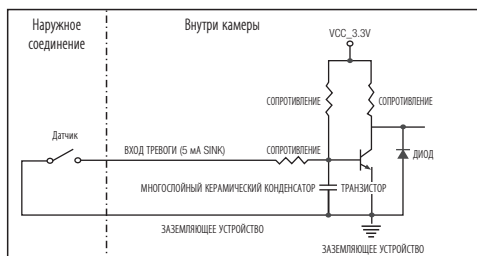 Наружное
соединение
Внутри камеры
VCC_3.3V
СОПРОТИВЛЕНИЕ
СОПРОТИВЛЕНИЕ
Датчик
ВХОД ТРЕВОГИ (5 мА SINK)
СОПРОТИВЛЕНИЕ
ДИОД
МНОГОСЛОЙНЫЙ КЕРАМИЧЕСКИЙ КОНДЕНСАТОР
ТРАНЗИСТОР
ЗАЗЕМЛЯЮЩЕЕ УСТРОЙСТВО
ЗАЗЕМЛЯЮЩЕЕ УСТРОЙСТВО